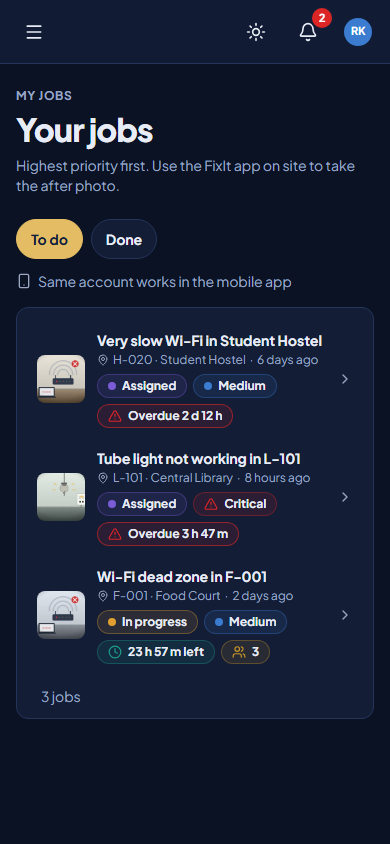 2
RK
MY JOBS
Your jobs
Highest priority first. Use the FixIt app on site to take
the after photo.
To do
Done
Same account works in the mobile app
Very slow Wi-Fi in Student Hostel
H-020 · Student Hostel · 6 days ago
Assigned
Medium
Overdue 2 d 12 h
Tube light not working in L-101
L-101 · Central Library · 8 hours ago
Assigned
Critical
Overdue 3 h 47 m
Wi-Fi dead zone in F-001
F-001 · Food Court · 2 days ago
In progress
Medium
23 h 57 m left
3
3 jobs